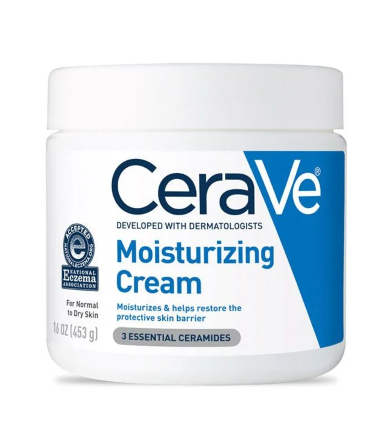 CeraVe®
DEVELOPED WITH DERMATOLOGISTS
Moisturizing
Cream
Moisturizes & helps restore the
protective skin barrier
3 ESSENTIAL CERAMIDES
ACCEPTED
e
NATIONAL
Eczema
ASSOCIATION
For Normal
to Dry Skin
16 OZ (453 g)